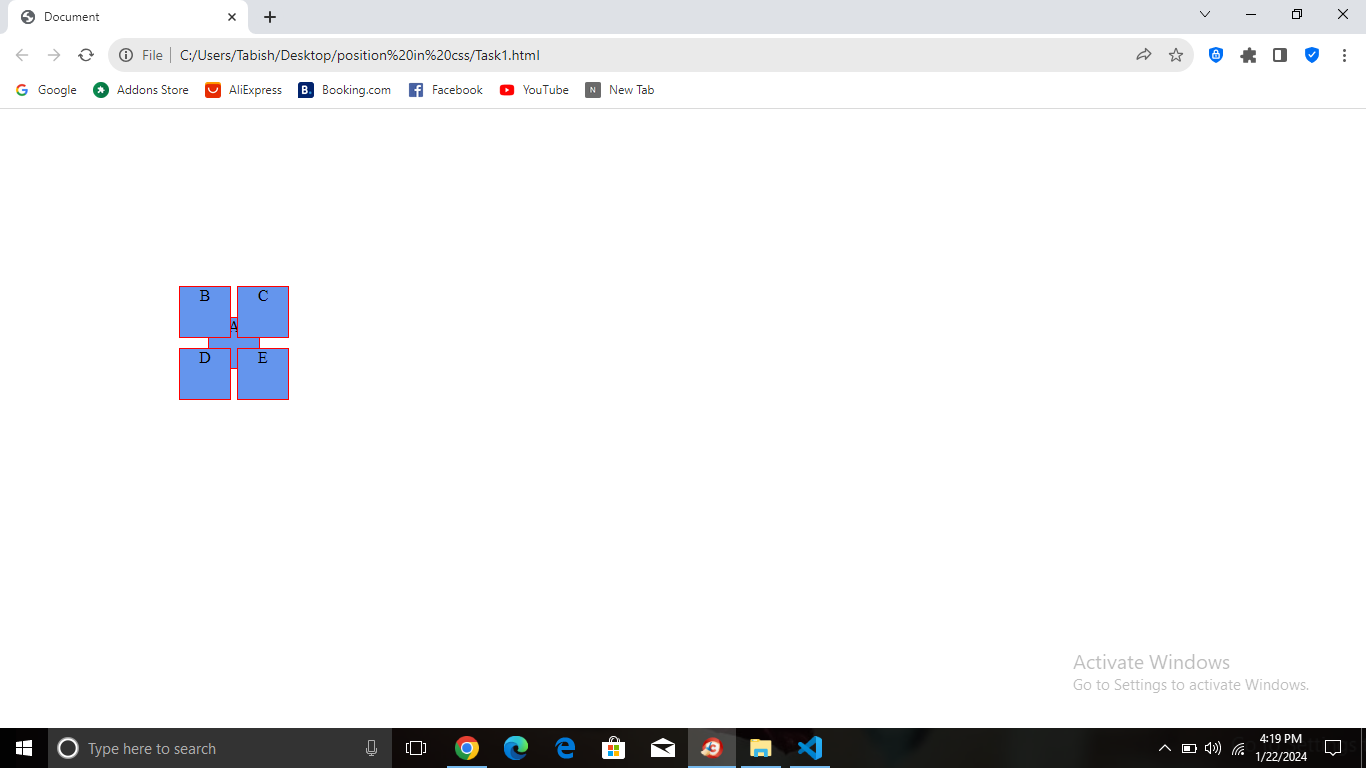 Document
File C:/Users/Tabish/Desktop/position%20in%20css/Task1.html
Google Addons Store AliExpress B. Booking.com Facebook YouTube N New Tab
B C
A
D E
Activate Windows
Go to Settings to activate Windows.
Type here to search
4:19 PM
1/22/2024